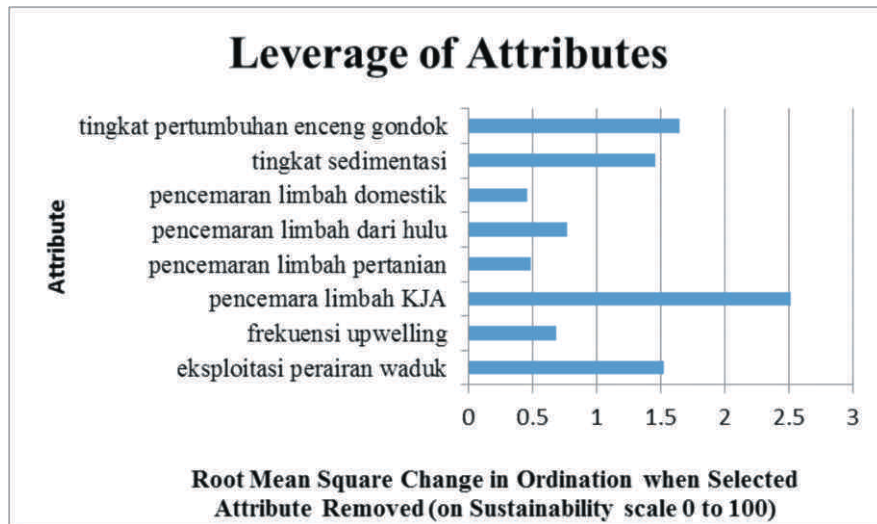 Leverage of Attributes
Attribute
tingkat pertumbuhan enceng gondok
tingkat sedimentasi
pencemaran limbah domestik
pencemaran limbah dari hulu
pencemaran limbah pertanian
pencemara limbah KJA
frekuensi upwelling
eksploitasi perairan waduk
0 0.5 1 1.5 2 2.5 3
Root Mean Square Change in Ordination when Selected
Attribute Removed (on Sustainability scale 0 to 100)